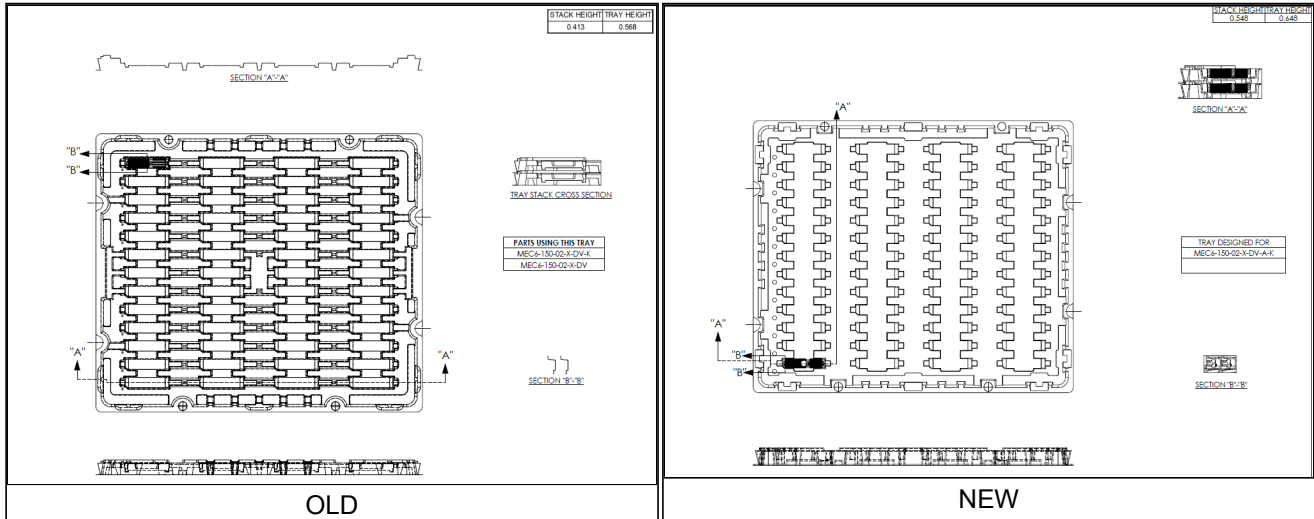 STACK HEIGHT TRAY HEIGHT
0.413 0.568
SECTION "A"-"A"
"B"
"B"
TRAY STACK CROSS SECTION
PARTS USING THIS TRAY
MEC6-150-02-X-DV-K
MEC6-150-02-X-DV
"A"
"A"
SECTION "B"-"B"
OLD
STACK HEIGHT TRAY HEIGHT
0.548 0.648
SECTION "A"-"A"
"A"
TRAY DESIGNED FOR
MEC6-150-02-X-DV-A-K
"A"
"B"
"B"
SECTION "B"-"B"
NEW